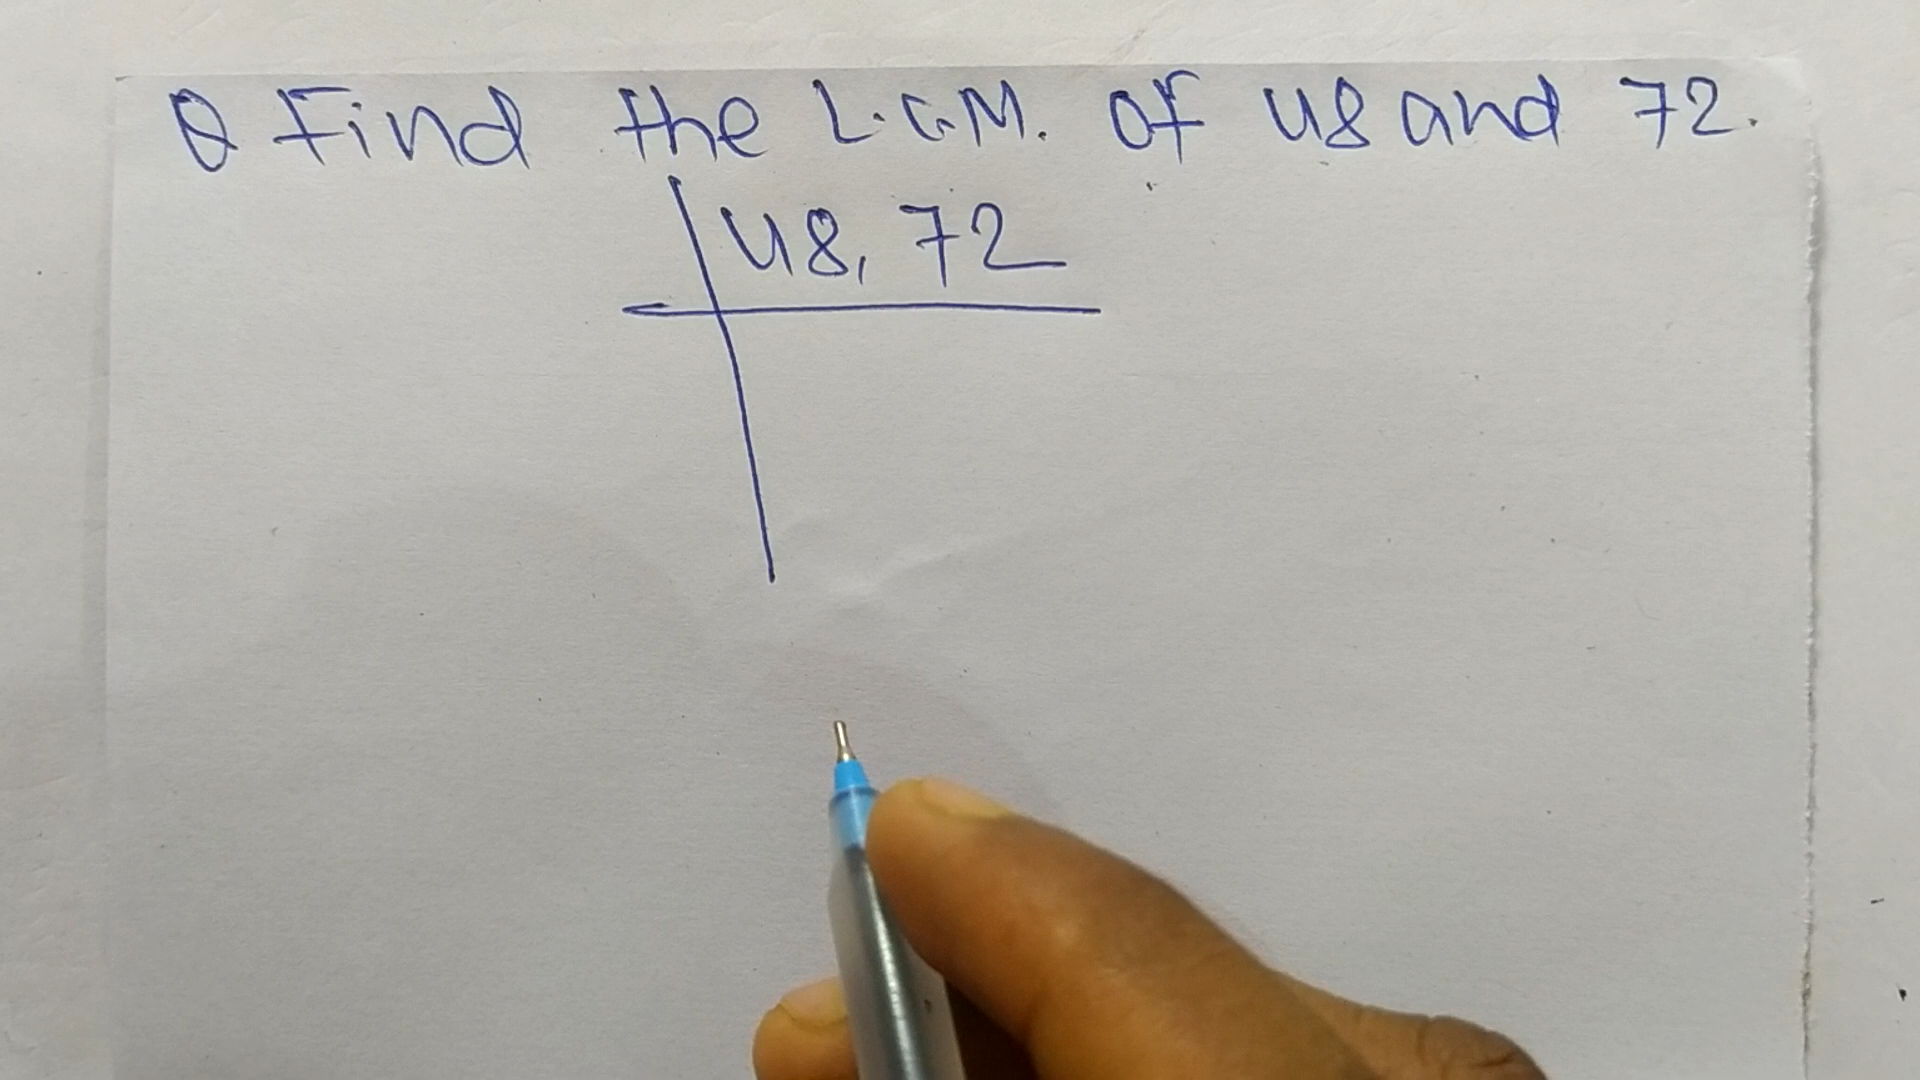 Q Find the L.C.M. of 48 and 72.
48, 72